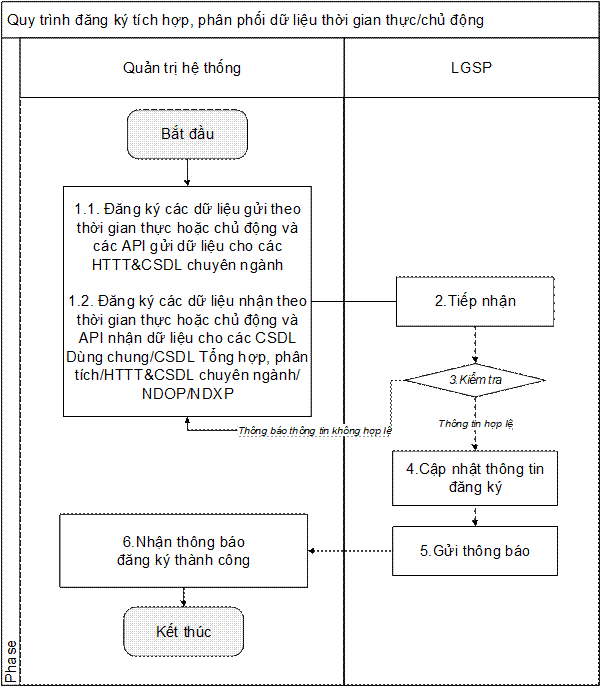 Quy trình đăng ký tích hợp, phân phối dữ liệu thời gian thực/chủ động
Quản trị hệ thống
LGSP
Bắt đầu
1.1. Đăng ký các dữ liệu gửi theo
thời gian thực hoặc chủ động và
các API gửi dữ liệu cho các
HTTT&CSDL chuyên ngành
1.2. Đăng ký các dữ liệu nhận theo
thời gian thực hoặc chủ động và
API nhận dữ liệu cho các CSDL
Dùng chung/CSDL Tổng hợp, phân
tích/HTTT&CSDL chuyên ngành/
NDOP/NDXP
2.Tiếp nhận
3.Kiểm tra
Thông báo thông tin không hợp lệ
Thông tin hợp lệ
4.Cập nhật thông tin
đăng ký
5.Gửi thông báo
6.Nhận thông báo
đăng ký thành công
Kết thúc
Phase